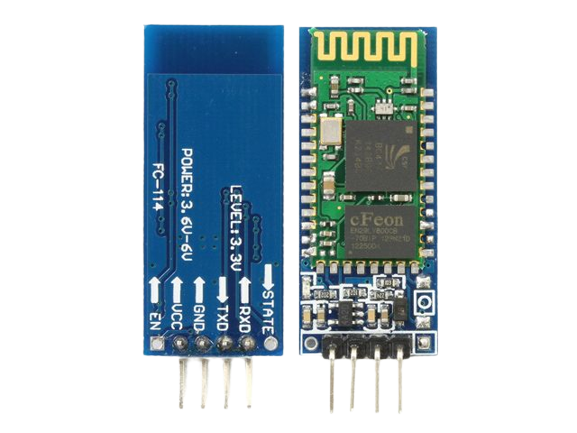 FC-114
POWER:3.6V-6V
LEVEL:3.3V
EN
VCC
GND
TXD
RXD
STATE
cFeon